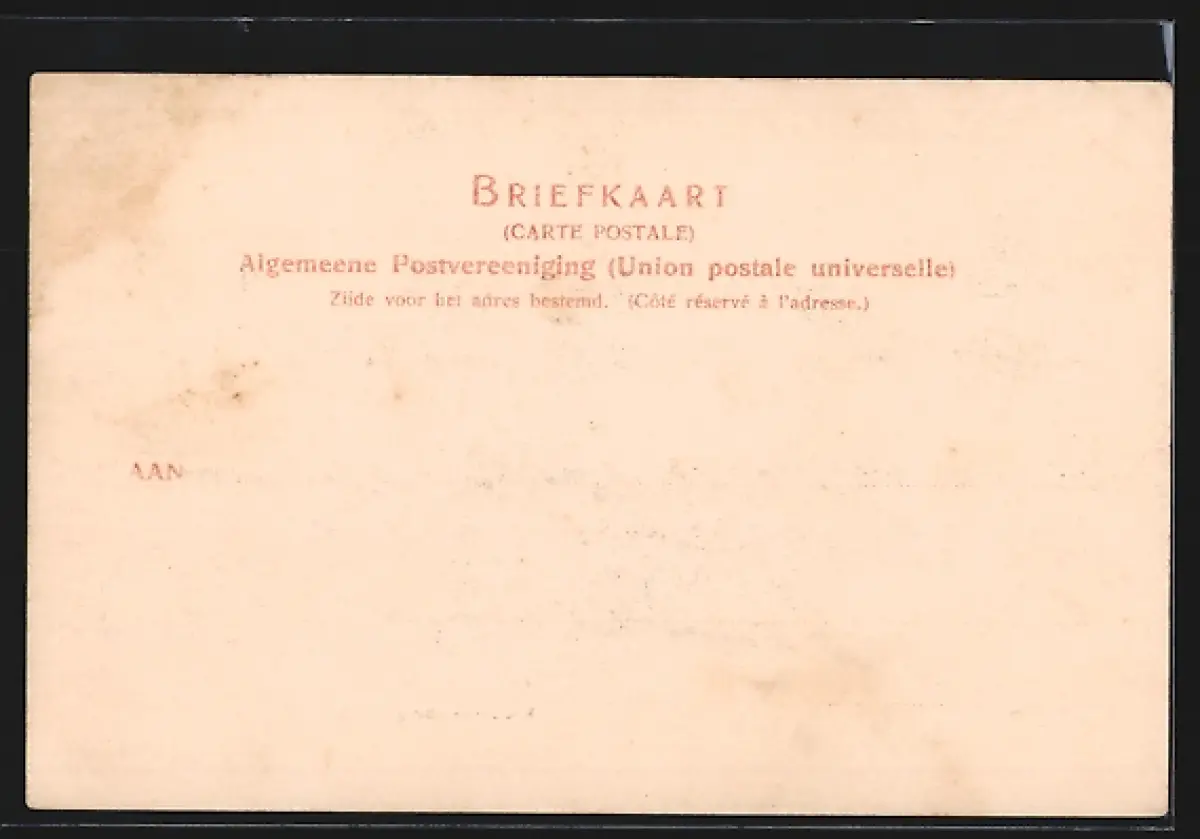 BRIEFKAART
(CARTE POSTALE)
Algemeene Postvereeniging (Union postale universelle)
Zijde voor het adres bestemd. (Côté réservé à l'adresse.)
AAN